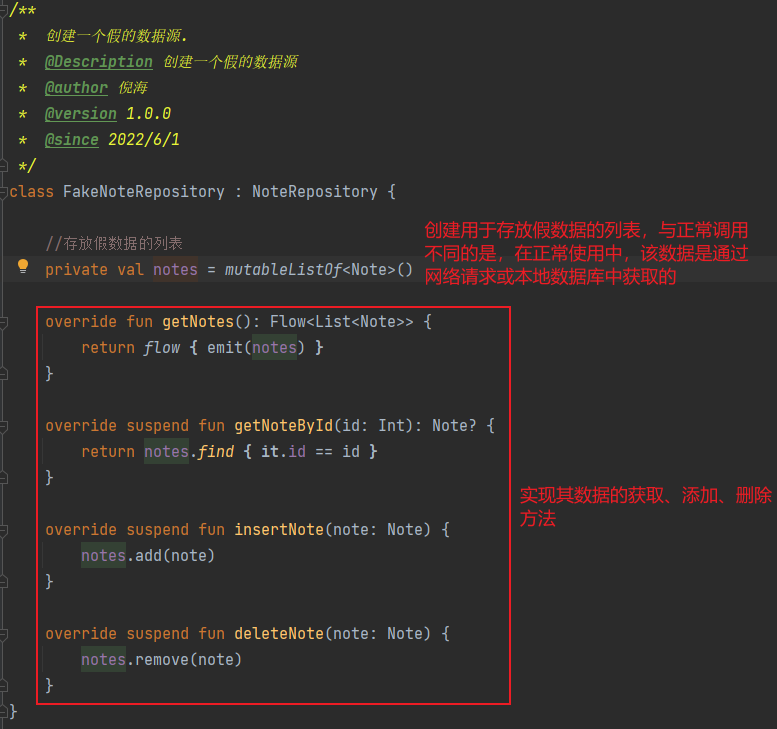 /**
* 创建一个假的数据源.
* @Description 创建一个假的数据源
* @author 倪海
* @version 1.0.0
* @since 2022/6/1
*/
class FakeNoteRepository : NoteRepository {
//存放假数据的列表
private val notes = mutableListOf<Note>()
创建用于存放假数据的列表，与正常调用
不同的是，在正常使用中，该数据是通过
网络请求或本地数据库中获取的
override fun getNotes(): Flow<List<Note>> {
return flow { emit(notes) }
}
override suspend fun getNoteById(id: Int): Note? {
return notes.find { it.id == id }
}
override suspend fun insertNote(note: Note) {
notes.add(note)
}
override suspend fun deleteNote(note: Note) {
notes.remove(note)
}
实现其数据的获取、添加、删除
方法
}